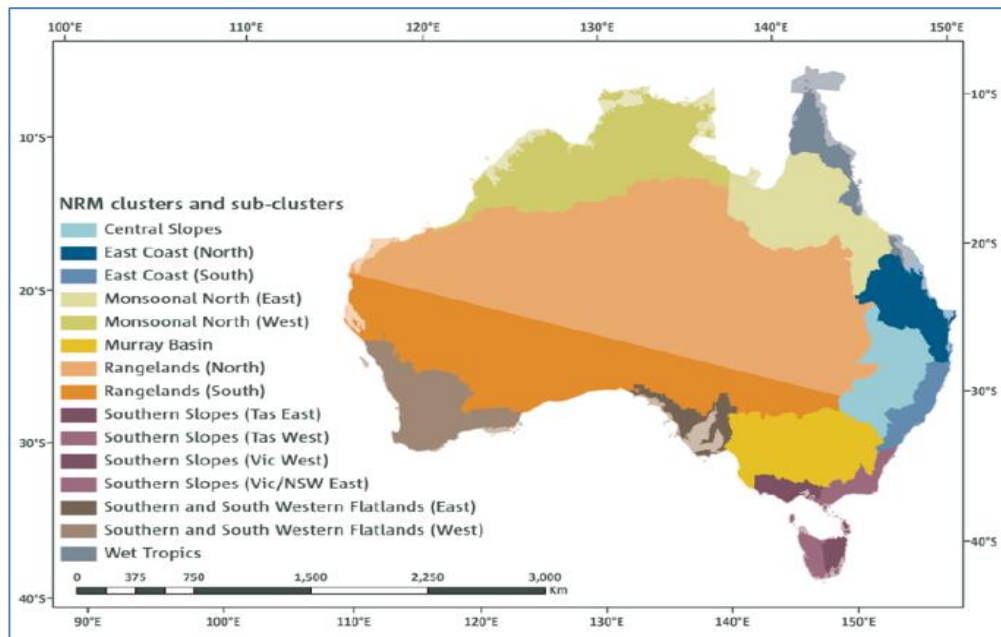 100°E 110°E 120°E 130°E 140°E 150°E
10°S
10°S
NRM clusters and sub-clusters
Central Slopes
East Coast (North)
20°S
East Coast (South)
20°S
Monsoonal North (East)
Monsoonal North (West)
Murray Basin
Rangelands (North)
Rangelands (South)
30°S
Southern Slopes (Tas East)
Southern Slopes (Tas West)
30°S
Southern Slopes (Vic West)
Southern Slopes (Vic/NSW East)
Southern and South Western Flatlands (East)
Southern and South Western Flatlands (West)
40°S
Wet Tropics
0 375 750 1,500 2,250 3,000
Km
40°S
90°E 100°E 110°E 120°E 130°E 140°E 150°E